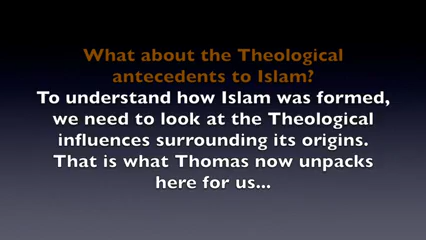 What about the Theological
antecedents to Islam?
To understand how Islam was formed,
we need to look at the Theological
influences surrounding its origins.
That is what Thomas now unpacks
here for us...